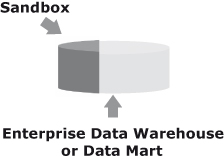 Sandbox
Enterprise Data Warehouse
or Data Mart